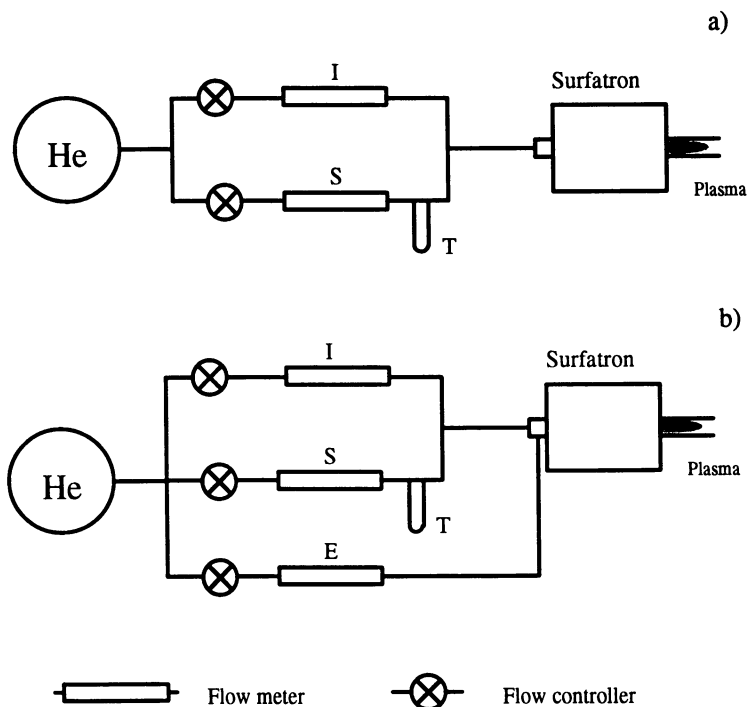 a)
I
Surfatron
He
S
Plasma
T
b)
I
Surfatron
He
S
Plasma
T
E
Flow meter
Flow controller